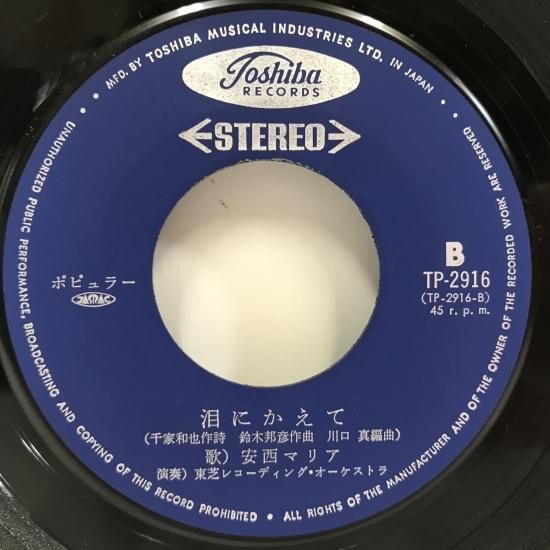 MFD. BY TOSHIBA MUSICAL INDUSTRIES LTD. IN JAPAN
Toshiba
RECORDS
STEREO
B
TP-2916
(TP-2916-B)
45 r. p. m.
ポピュラー
JASRAC
泪にかえて
(千家和也作詩 鈴木邦彦作曲 川口 真編曲)
歌) 安西マリア
演奏) 東芝レコーディング・オーケストラ
UNAUTHORIZED PUBLIC PERFORMANCE, BROADCASTING AND COPYING OF THIS RECORD PROHIBITED • ALL RIGHTS OF THE MANUFACTURER AND OF THE OWNER OF THE RECORDED WORK ARE RESERVED